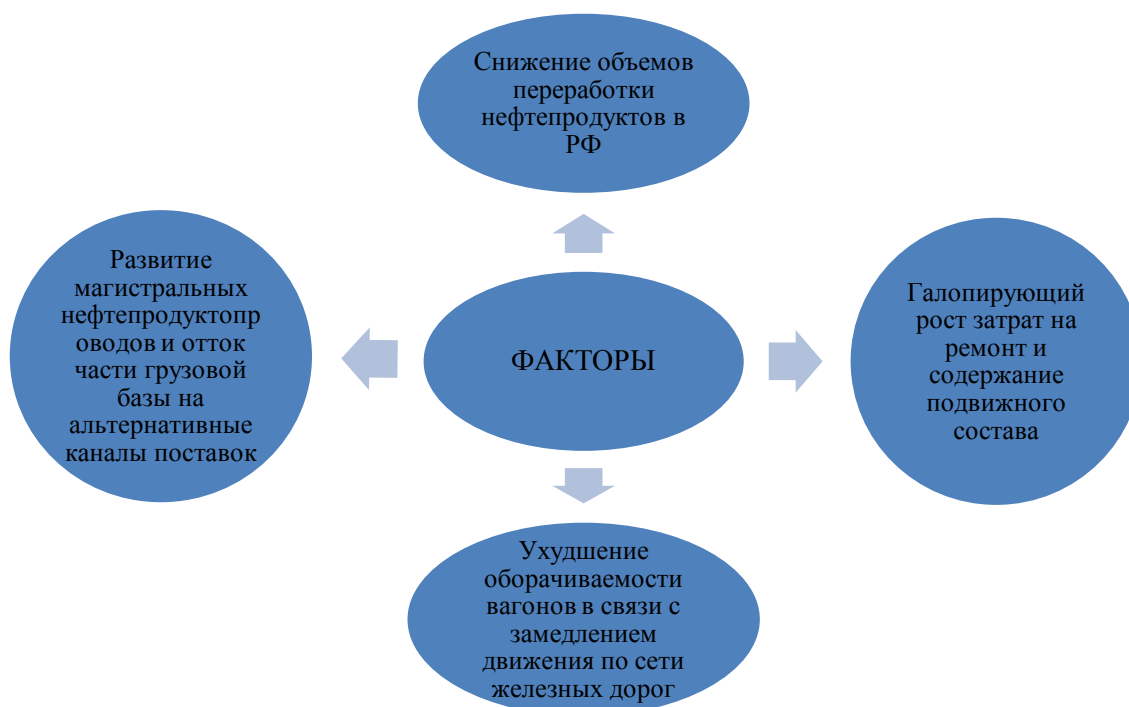 Снижение объемов
переработки
нефтепродуктов в
РФ
Развитие
магистральных
нефтепродуктопр
оводов и отток
части грузовой
базы на
альтернативные
каналы поставок
ФАКТОРЫ
Галопирующий
рост затрат на
ремонт и
содержание
подвижного
состава
Ухудшение
оборачиваемости
вагонов в связи с
замедлением
движения по сети
железных дорог